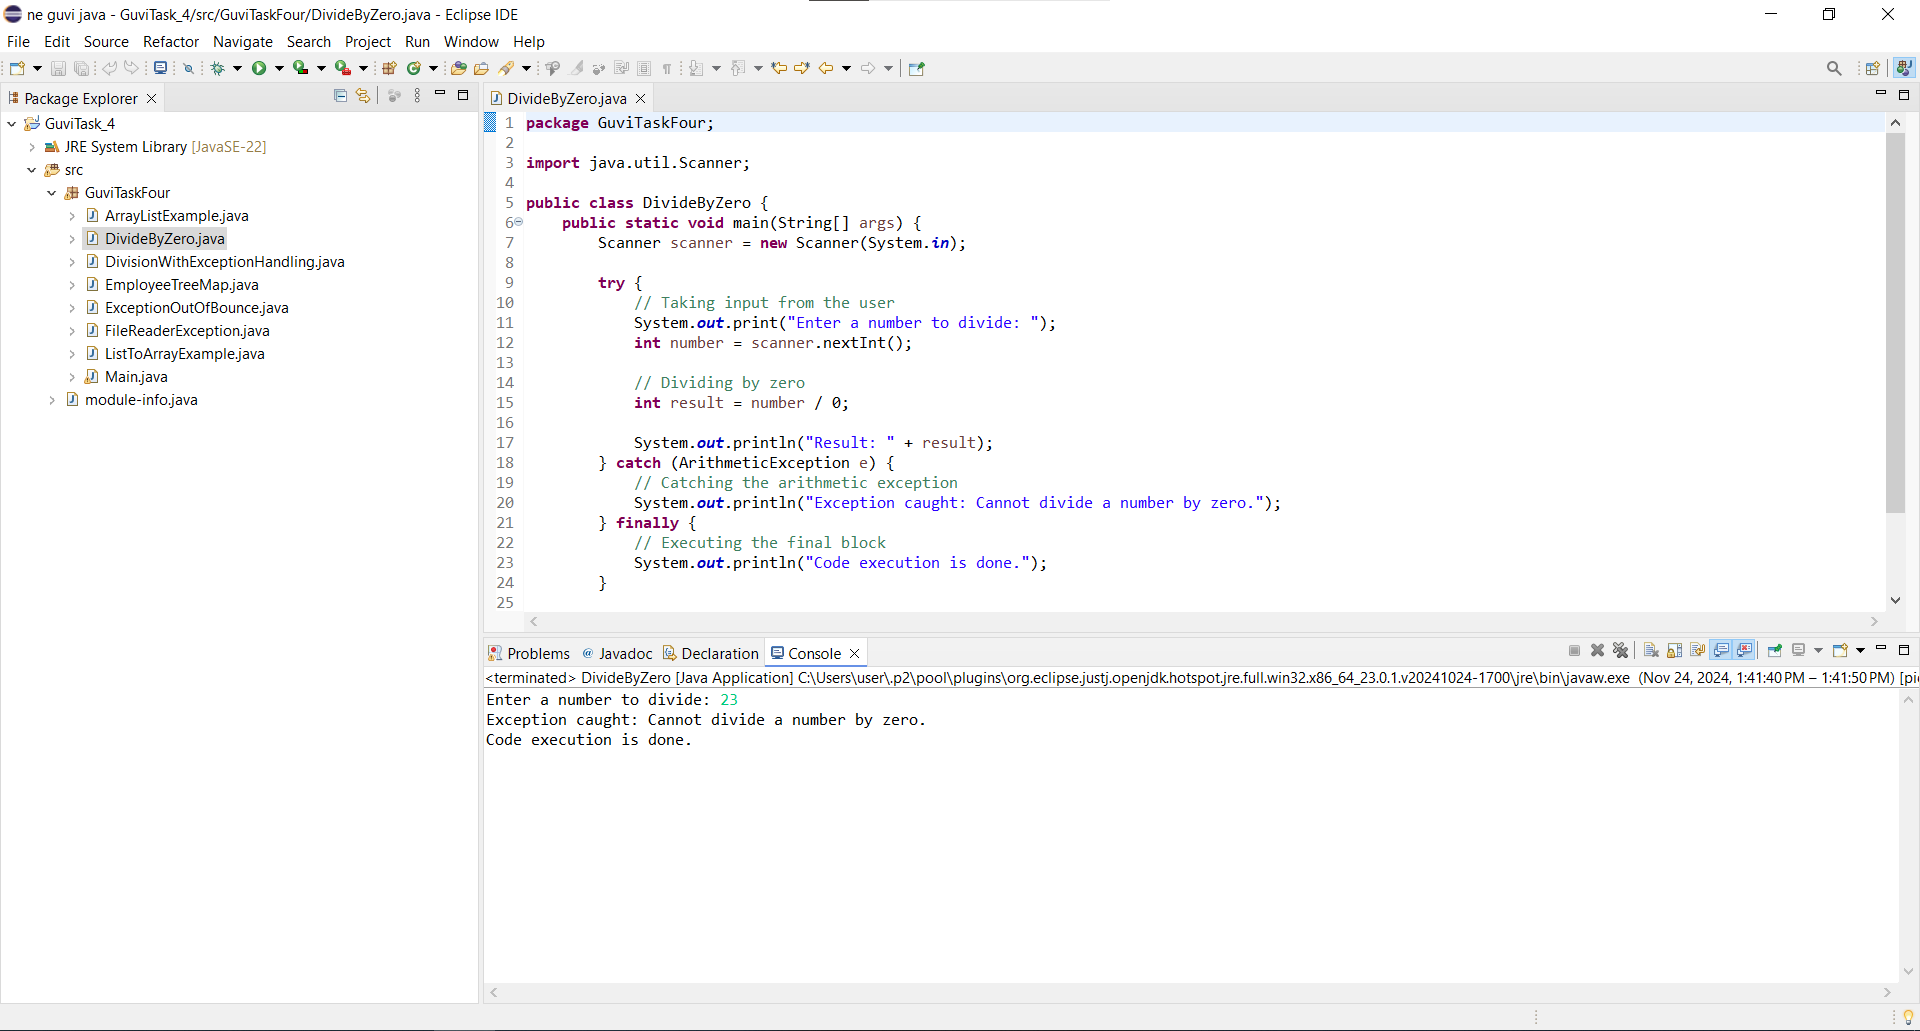 ne guvi java - GuviTask_4/src/GuviTaskFour/DivideByZero.java - Eclipse IDE
File Edit Source Refactor Navigate Search Project Run Window Help
Package Explorer
GuviTask_4
JRE System Library [JavaSE-22]
src
GuviTaskFour
ArrayListExample.java
DivideByZero.java
DivisionWithExceptionHandling.java
EmployeeTreeMap.java
ExceptionOutOfBounce.java
FileReaderException.java
ListToArrayExample.java
Main.java
module-info.java
DivideByZero.java
1 package GuviTaskFour;
2
3 import java.util.Scanner;
4
5 public class DivideByZero {
6 public static void main(String[] args) {
7 Scanner scanner = new Scanner(System.in);
8
9 try {
10 // Taking input from the user
11 System.out.print("Enter a number to divide: ");
12 int number = scanner.nextInt();
13
14 // Dividing by zero
15 int result = number / 0;
16
17 System.out.println("Result: " + result);
18 } catch (ArithmeticException e) {
19 // Catching the arithmetic exception
20 System.out.println("Exception caught: Cannot divide a number by zero.");
21 } finally {
22 // Executing the final block
23 System.out.println("Code execution is done.");
24 }
25
Problems Javadoc Declaration Console
<terminated> DivideByZero [Java Application] C:\Users\user\.p2\pool\plugins\org.eclipse.justj.openjdk.hotspot.jre.full.win32.x86_64_23.0.1.v20241024-1700\jre\bin\javaw.exe (Nov 24, 2024, 1:41:40 PM – 1:41:50 PM) [pi
Enter a number to divide: 23
Exception caught: Cannot divide a number by zero.
Code execution is done.